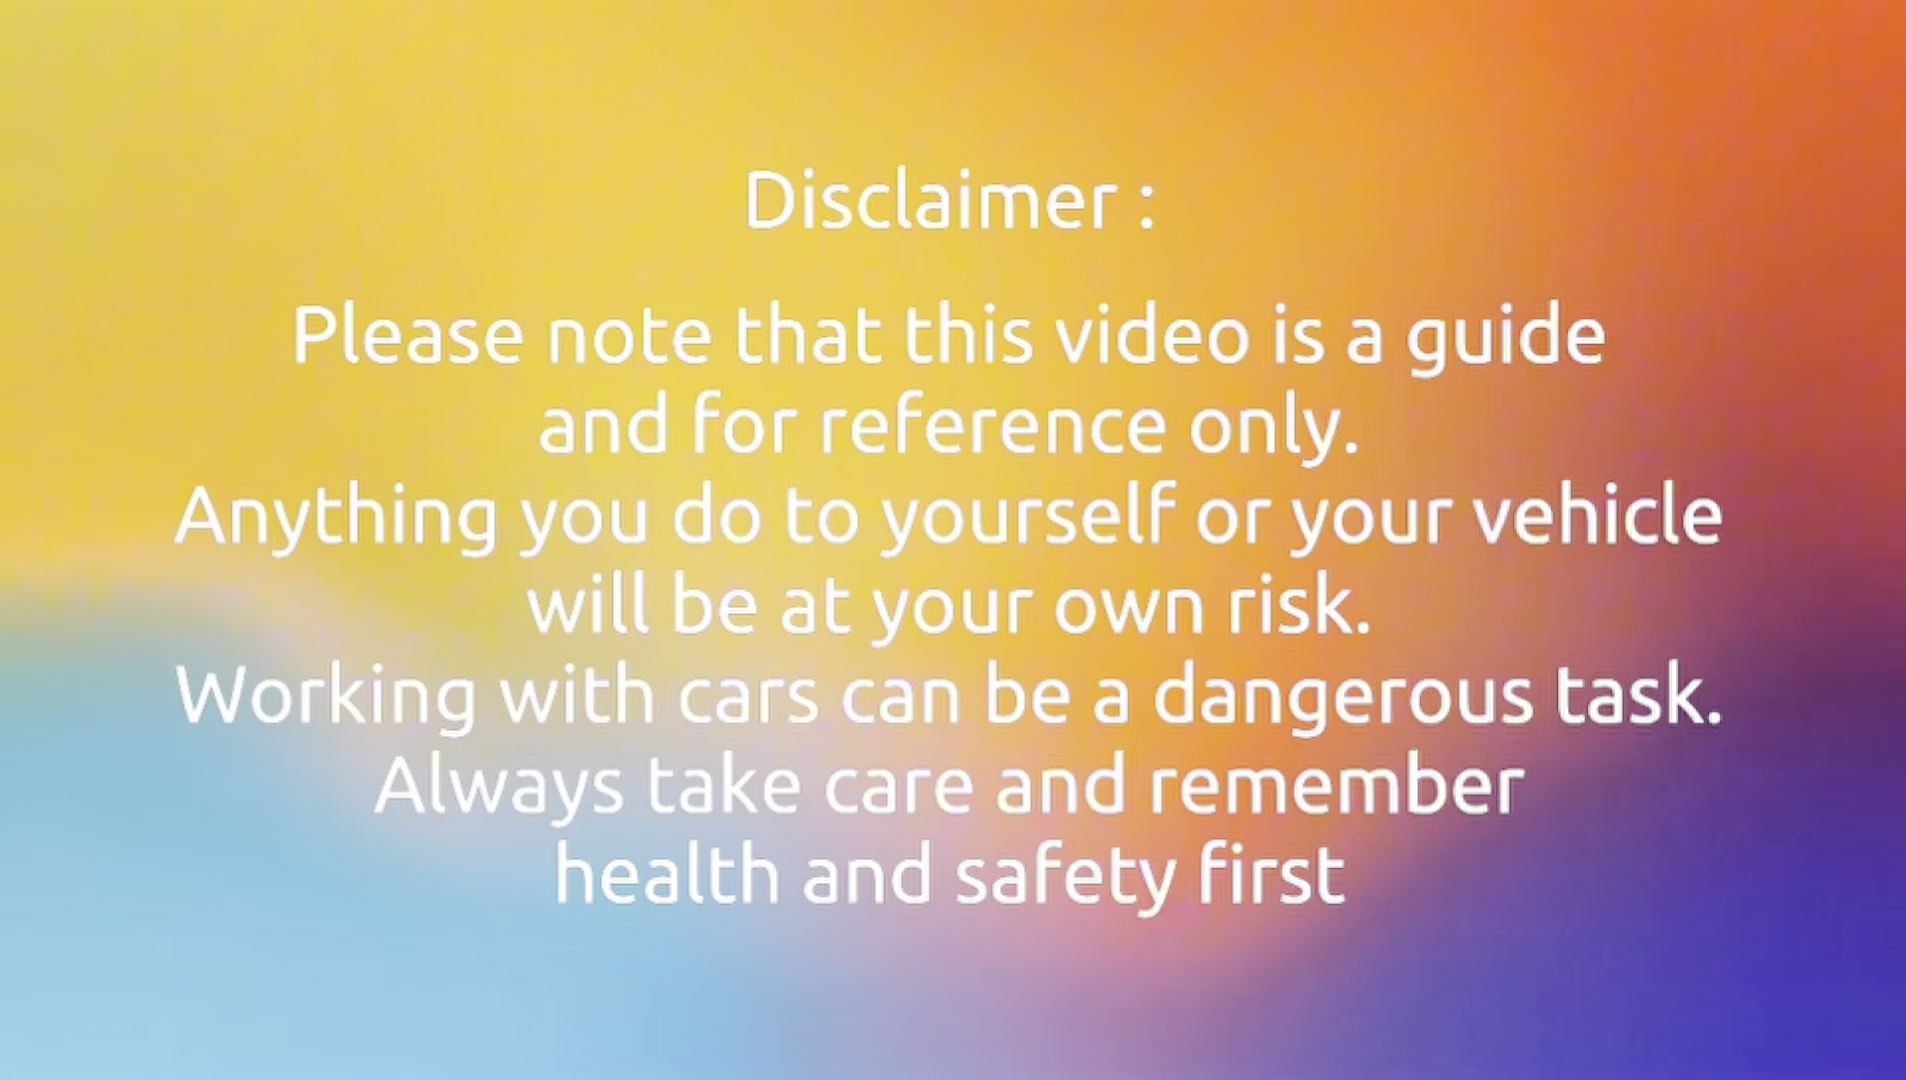 Disclaimer :
Please note that this video is a guide
and for reference only.
Anything you do to yourself or your vehicle
will be at your own risk.
Working with cars can be a dangerous task.
Always take care and remember
health and safety first